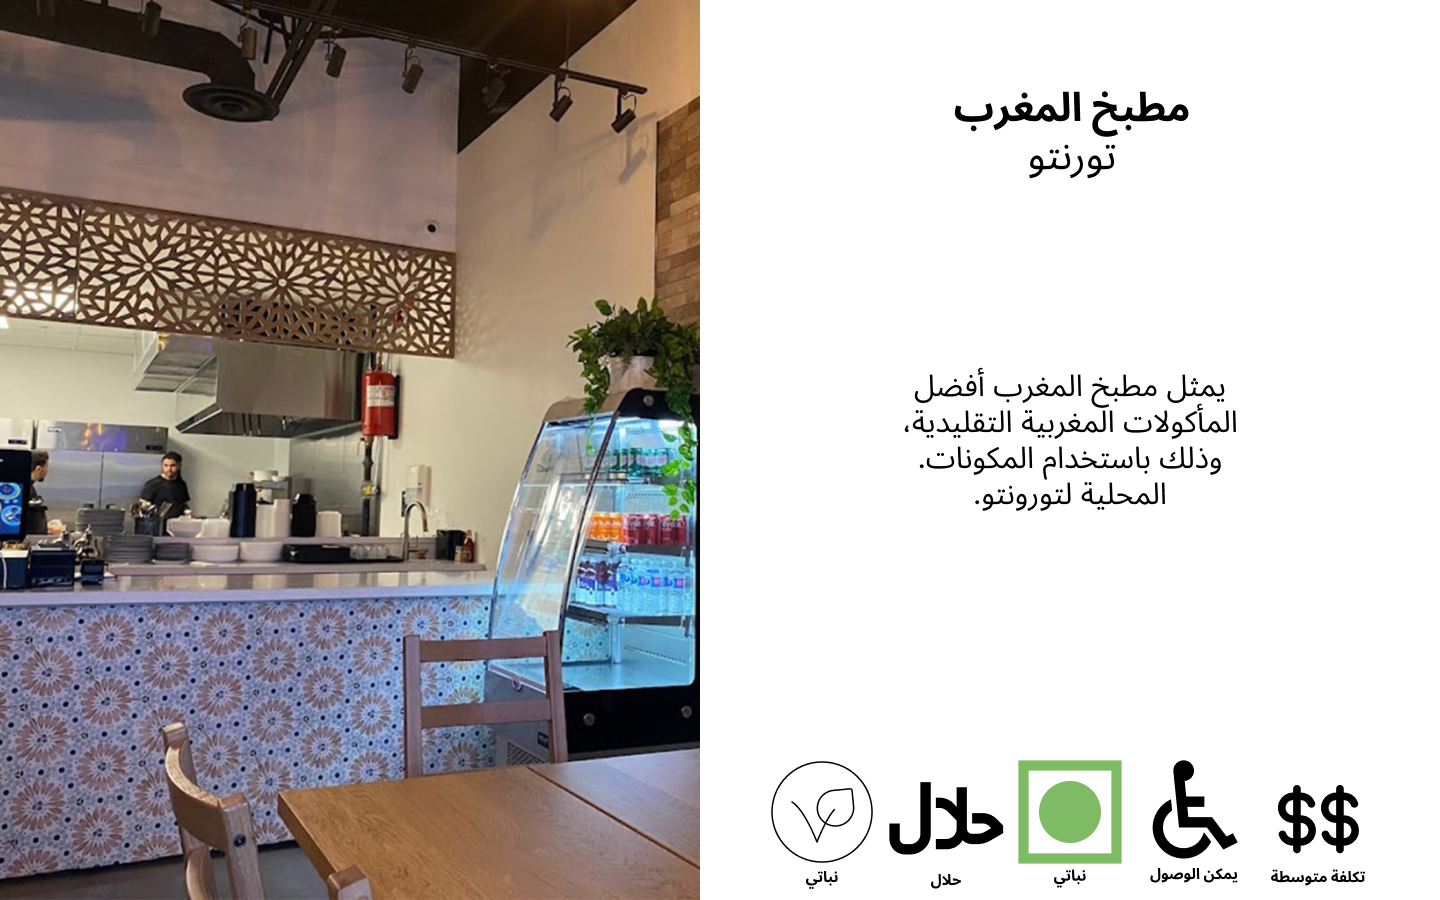 مطبخ المغرب
تورنتو
يمثل مطبخ المغرب أفضل
المأكولات المغربية التقليدية،
وذلك باستخدام المكونات.
المحلية لتورونتو.
$$
حلال
تكلفة متوسطة
يمكن الوصول
نباتي
حلال
نباتي